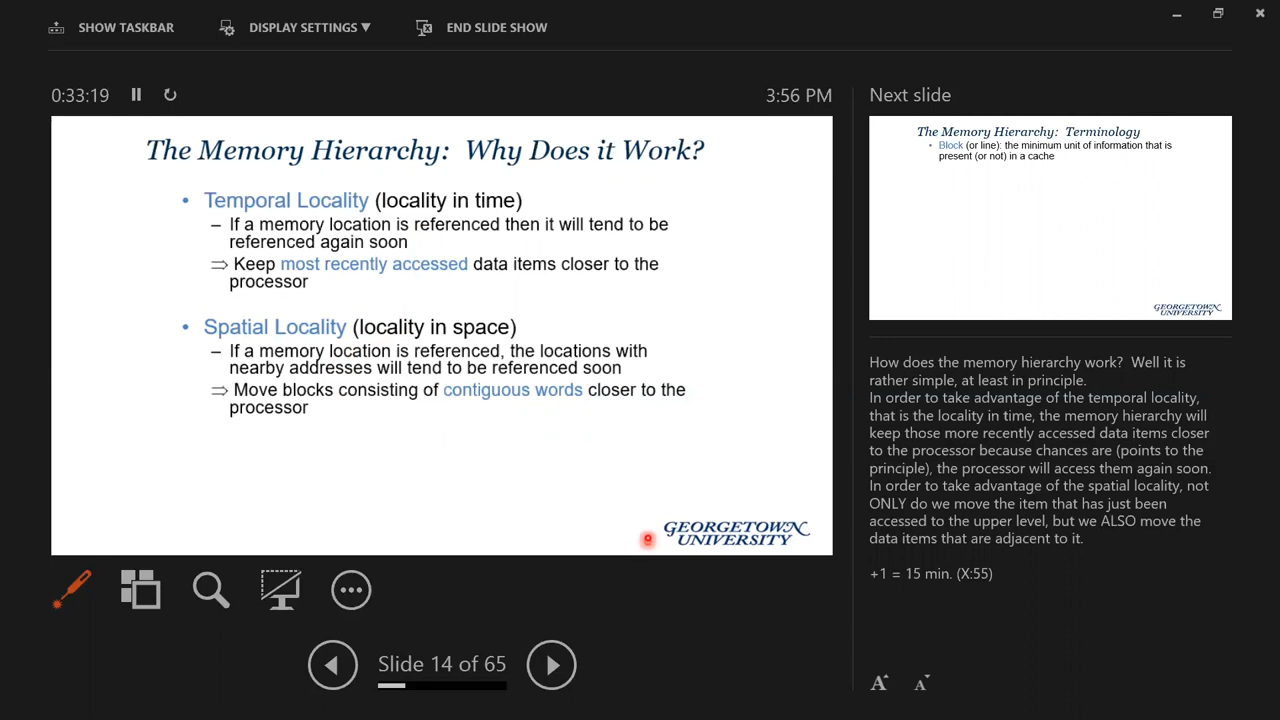 SHOW TASKBAR
DISPLAY SETTINGS ▼
END SLIDE SHOW
0:33:19
3:56 PM
The Memory Hierarchy: Why Does it Work?
• Temporal Locality (locality in time)
– If a memory location is referenced then it will tend to be
referenced again soon
⇒ Keep most recently accessed data items closer to the
processor
• Spatial Locality (locality in space)
– If a memory location is referenced, the locations with
nearby addresses will tend to be referenced soon
⇒ Move blocks consisting of contiguous words closer to the
processor
GEORGETOWN
UNIVERSITY
Slide 14 of 65
Next slide
The Memory Hierarchy: Terminology
• Block (or line): the minimum unit of information that is
present (or not) in a cache
GEORGETOWN
UNIVERSITY
How does the memory hierarchy work? Well it is
rather simple, at least in principle.
In order to take advantage of the temporal locality,
that is the locality in time, the memory hierarchy will
keep those more recently accessed data items closer
to the processor because chances are (points to the
principle), the processor will access them again soon.
In order to take advantage of the spatial locality, not
ONLY do we move the item that has just been
accessed to the upper level, but we ALSO move the
data items that are adjacent to it.
+1 = 15 min. (X:55)
A A